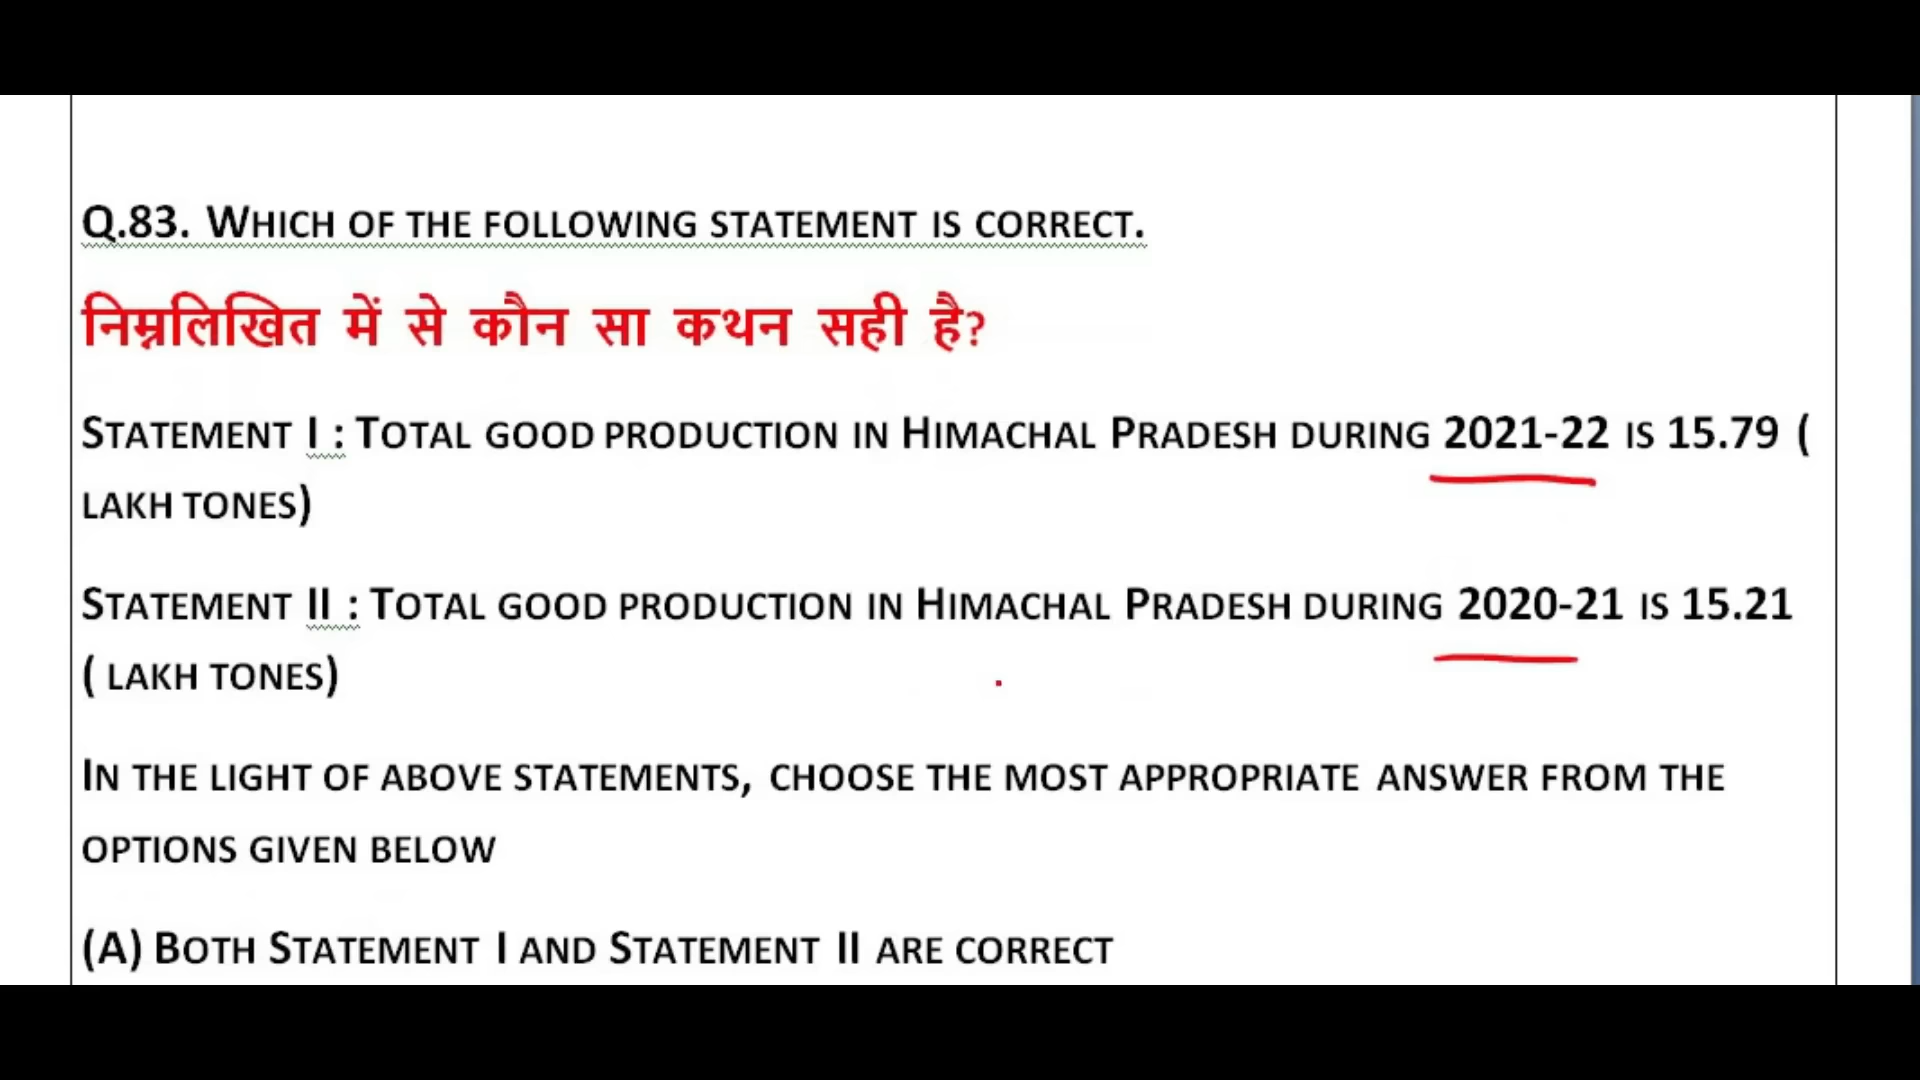 Q.83. WHICH OF THE FOLLOWING STATEMENT IS CORRECT.
निम्नलिखित में से कौन सा कथन सही है?
STATEMENT I : TOTAL GOOD PRODUCTION IN HIMACHAL PRADESH DURING 2021-22 IS 15.79 (
LAKH TONES)
STATEMENT II : TOTAL GOOD PRODUCTION IN HIMACHAL PRADESH DURING 2020-21 IS 15.21
( LAKH TONES)
IN THE LIGHT OF ABOVE STATEMENTS, CHOOSE THE MOST APPROPRIATE ANSWER FROM THE
OPTIONS GIVEN BELOW
(A) BOTH STATEMENT I AND STATEMENT II ARE CORRECT